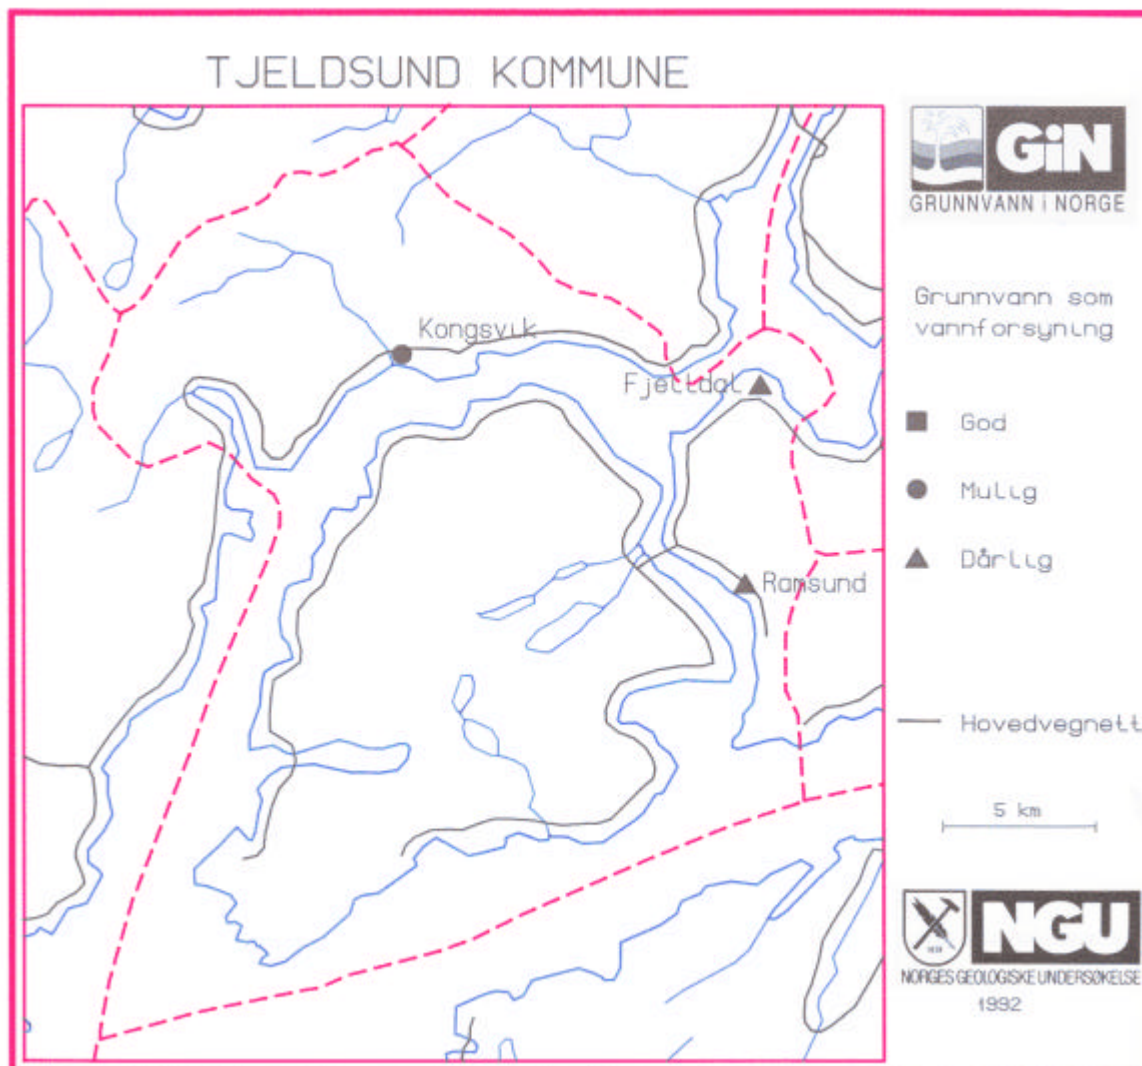 TJELDSUND KOMMUNE
GiN
GRUNNVANN i NORGE
Grunnvann som
vannforsyning
God
Mulig
Dårlig
Hovedvegnett
5 km
NGU
NORGES GEOLOGISKE UNDERSØKELSE
1992
Kongsvik
Fjelldal
Ramsund